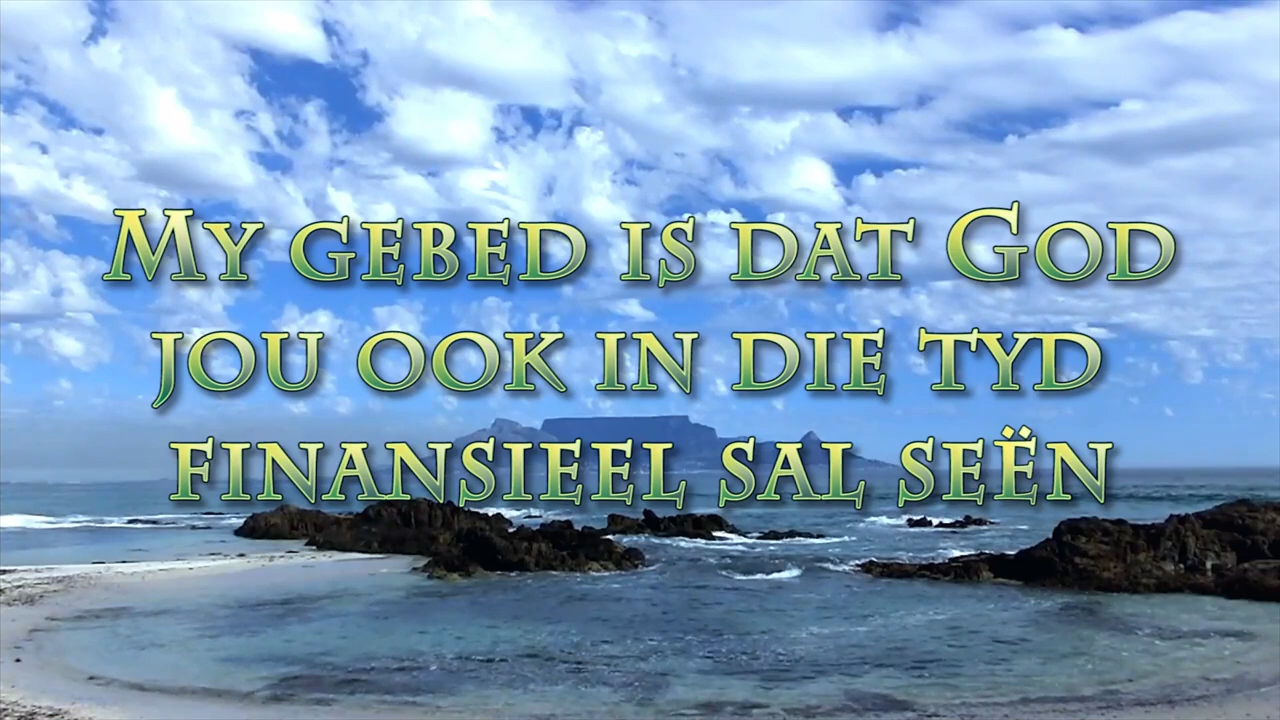 My gebed is dat God
jou ook in die tyd
finansieel sal seën